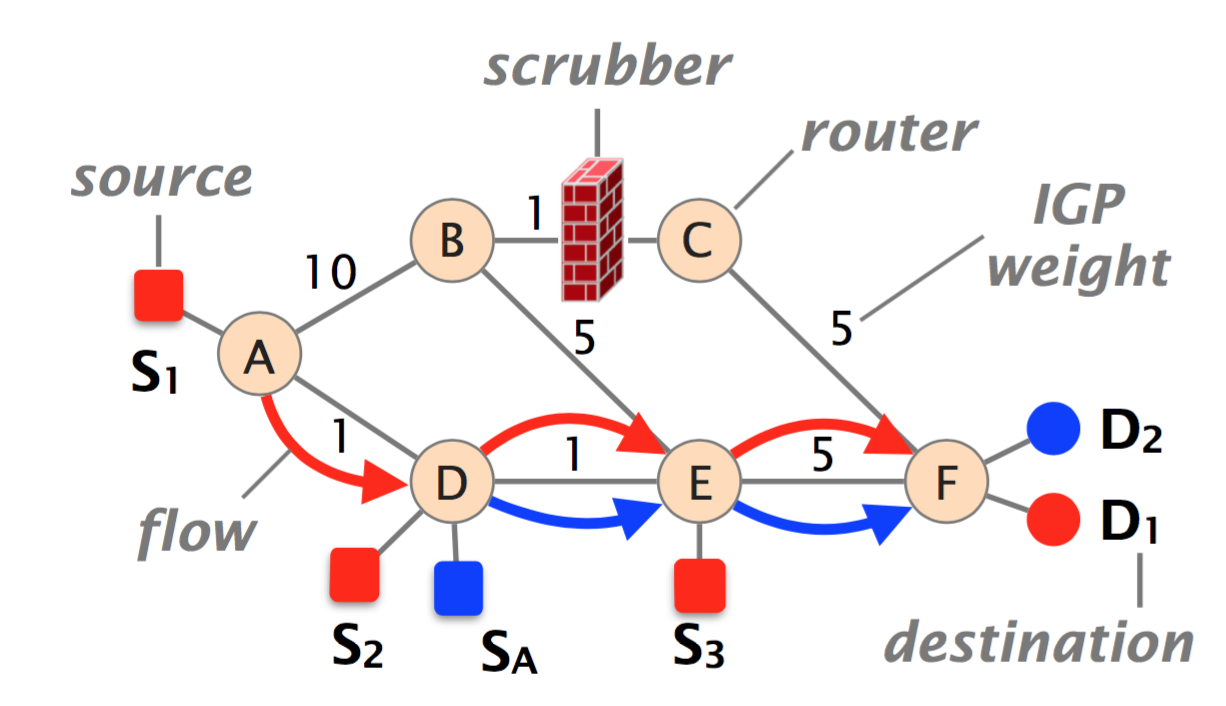 scrubber
router
source
IGP
weight
1
B
C
10
5
5
A
S1
1
D2
1
5
D
E
F
D1
flow
S2
SA
S3
destination